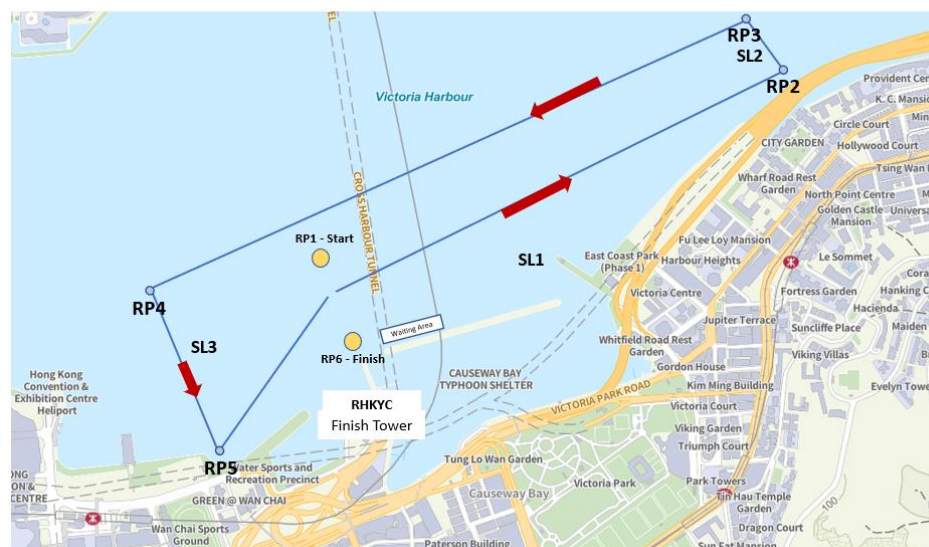 RP3
SL2
RP2
Victoria Harbour
Provident Cent
K. C. Mansion
Circle Court
CITY GARDEN
Hollywood Court
Tsing Wan
Wharf Road Rest
Garden
North Point Centre
Golden Castle
Mansion
CROSS HARBOUR TUNNEL
RP1 - Start
SL1
East Coast Park
(Phase 1)
Fu Lee Loy Mansion
Harbour Heights
Le Sommet
RP4
Victoria Centre
Fortress Garden
Hacienda
Jupiter Terrace
Suncliffe Place
Maiden
Waiting Area
Whitfield Road Rest
Garden
SL3
RP6 - Finish
Viking Villas
Hong Kong
Convention &
Exhibition Centre
Heliport
CAUSEWAY BAY
TYPHOON SHELTER
Gordon House
Kim Ming Building
Evelyn Towe
VICTORIA PARK ROAD
RHKYC
Finish Tower
Victoria Court
Viking Garden
Triumph Court
RP5
Water Sports and
Recreation Precinct
Tung Lo Wan Garden
Victoria Park
Park Towers
Causeway Bay
Tin Hau Temple
Garden
GREEN @ WAN CHAI
CENTRE
Wan Chai Sports
Ground
Dragon Court
Paterson Building
100